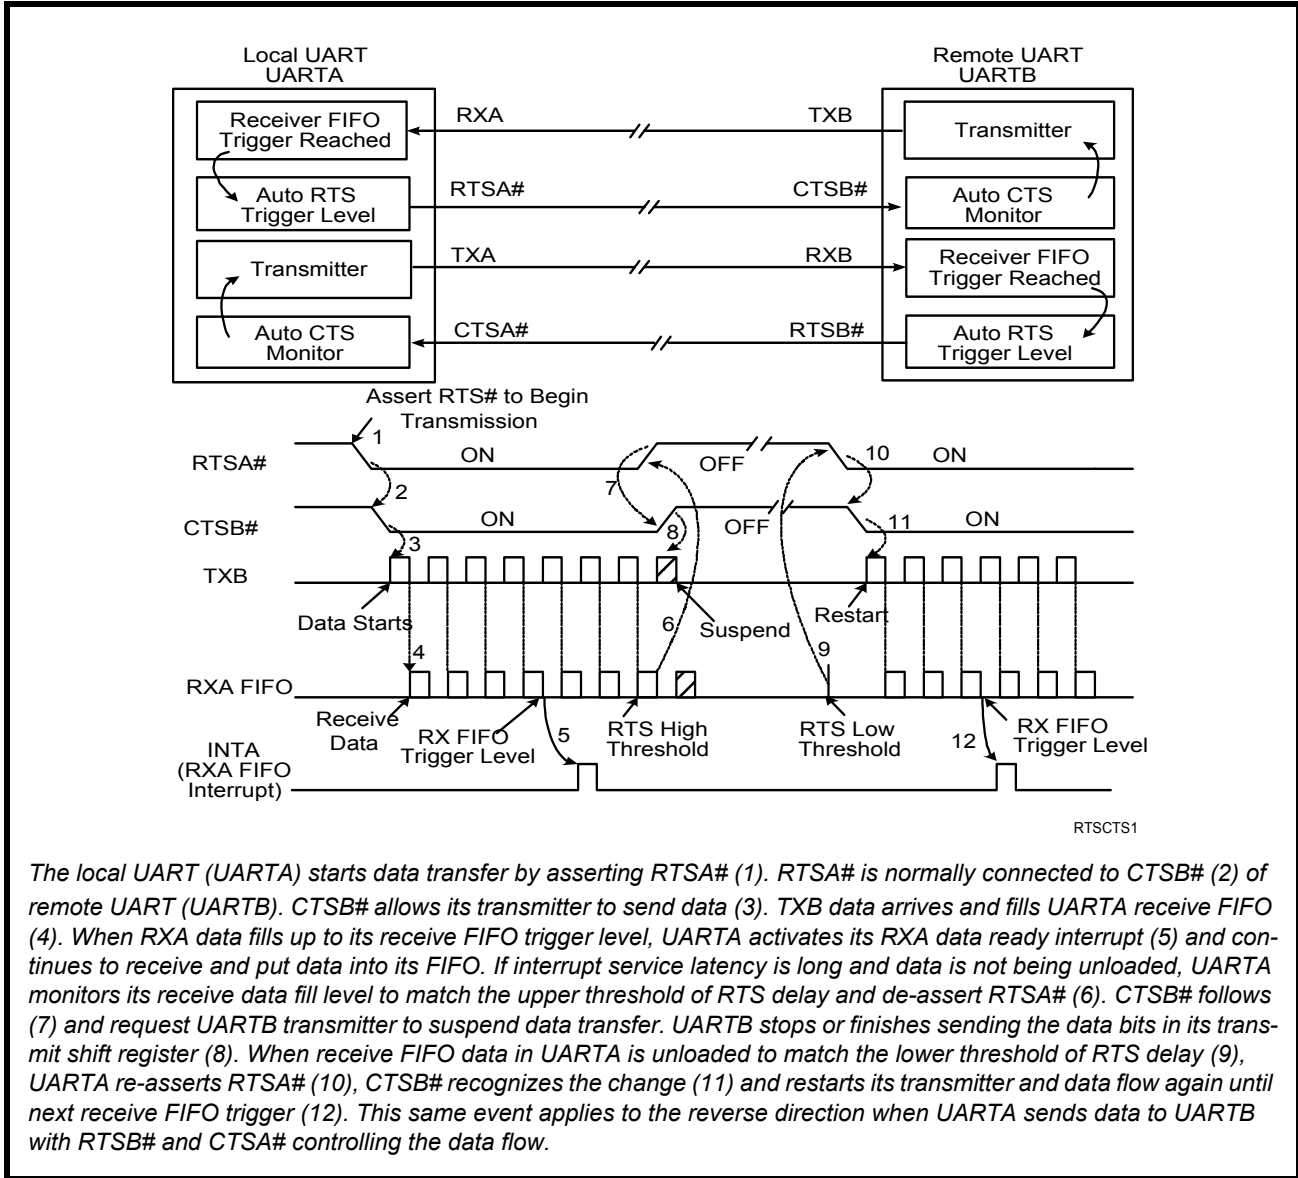 Local UART
UARTA
Remote UART
UARTB
Receiver FIFO
Trigger Reached
RXA
TXB
Transmitter
Auto RTS
Trigger Level
RTSA#
CTSB#
Auto CTS
Monitor
Transmitter
TXA
RXB
Receiver FIFO
Trigger Reached
Auto CTS
Monitor
CTSA#
RTSB#
Auto RTS
Trigger Level
Assert RTS# to Begin
Transmission
1
RTSA#
ON
7
OFF
10
ON
2
CTSB#
ON
8
OFF
11
ON
3
TXB
Data Starts
6
Suspend
Restart
4
9
RXA FIFO
Receive
Data
RX FIFO
Trigger Level
5
RTS High
Threshold
RTS Low
Threshold
12
RX FIFO
Trigger Level
INTA
(RXA FIFO
Interrupt)
RTSCTS1
The local UART (UARTA) starts data transfer by asserting RTSA# (1). RTSA# is normally connected to CTSB# (2) of
remote UART (UARTB). CTSB# allows its transmitter to send data (3). TXB data arrives and fills UARTA receive FIFO
(4). When RXA data fills up to its receive FIFO trigger level, UARTA activates its RXA data ready interrupt (5) and con-
tinues to receive and put data into its FIFO. If interrupt service latency is long and data is not being unloaded, UARTA
monitors its receive data fill level to match the upper threshold of RTS delay and de-assert RTSA# (6). CTSB# follows
(7) and request UARTB transmitter to suspend data transfer. UARTB stops or finishes sending the data bits in its trans-
mit shift register (8). When receive FIFO data in UARTA is unloaded to match the lower threshold of RTS delay (9),
UARTA re-asserts RTSA# (10), CTSB# recognizes the change (11) and restarts its transmitter and data flow again until
next receive FIFO trigger (12). This same event applies to the reverse direction when UARTA sends data to UARTB
with RTSB# and CTSA# controlling the data flow.